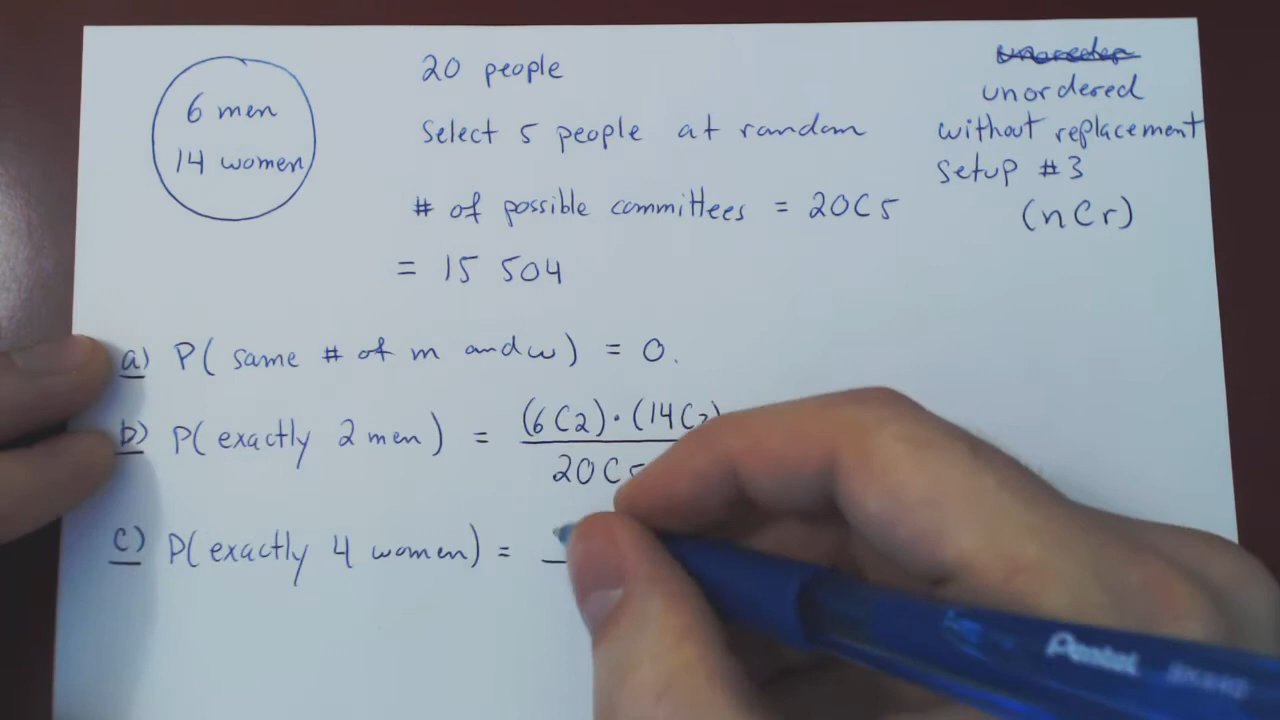 6 men
14 women
20 people
Select 5 people at random
# of possible committees = 20C5
= 15 504
unordered
without replacement
setup #3
(nCr)
a) P( same # of m and w) = 0.
b) P(exactly 2 men) = (6C2)·(14C
20C5
c) P(exactly 4 women) =
Pentel